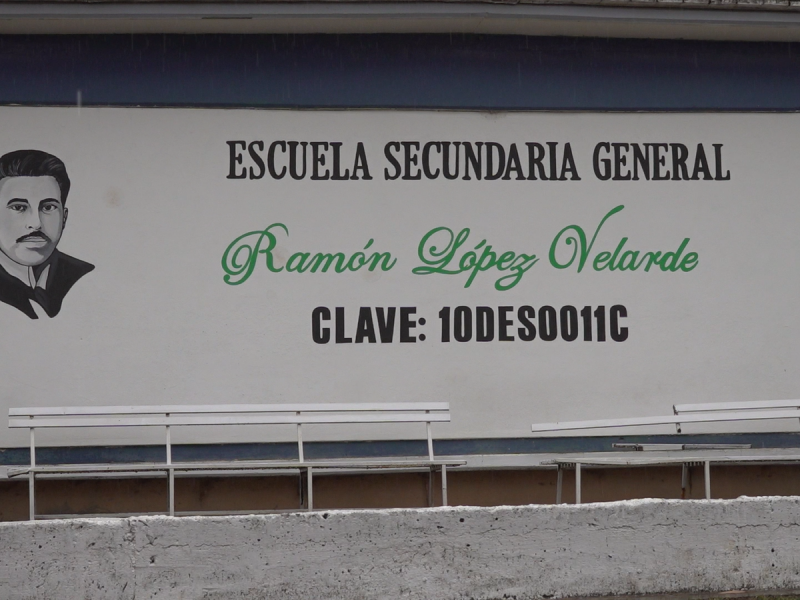 ESCUELA SECUNDARIA GENERAL
Ramón López Velarde
CLAVE: 10DES0011C